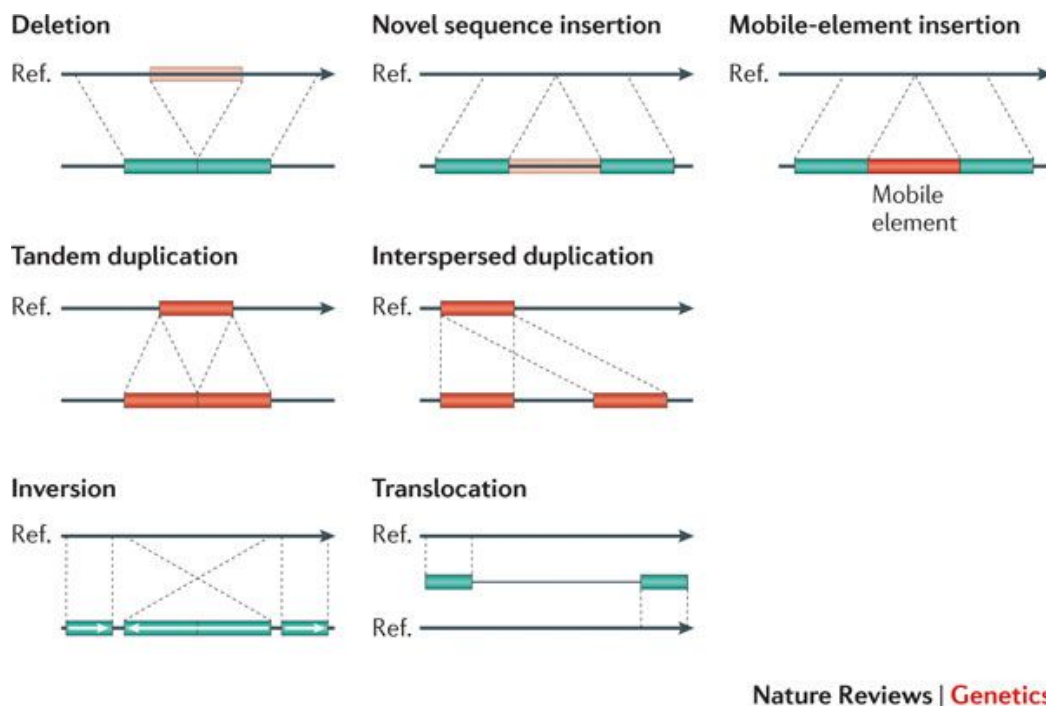 Deletion
Novel sequence insertion
Mobile-element insertion
Ref.
Ref.
Ref.
Mobile
element
Tandem duplication
Interspersed duplication
Ref.
Ref.
Inversion
Translocation
Ref.
Ref.
Ref.
Nature Reviews | Genetics